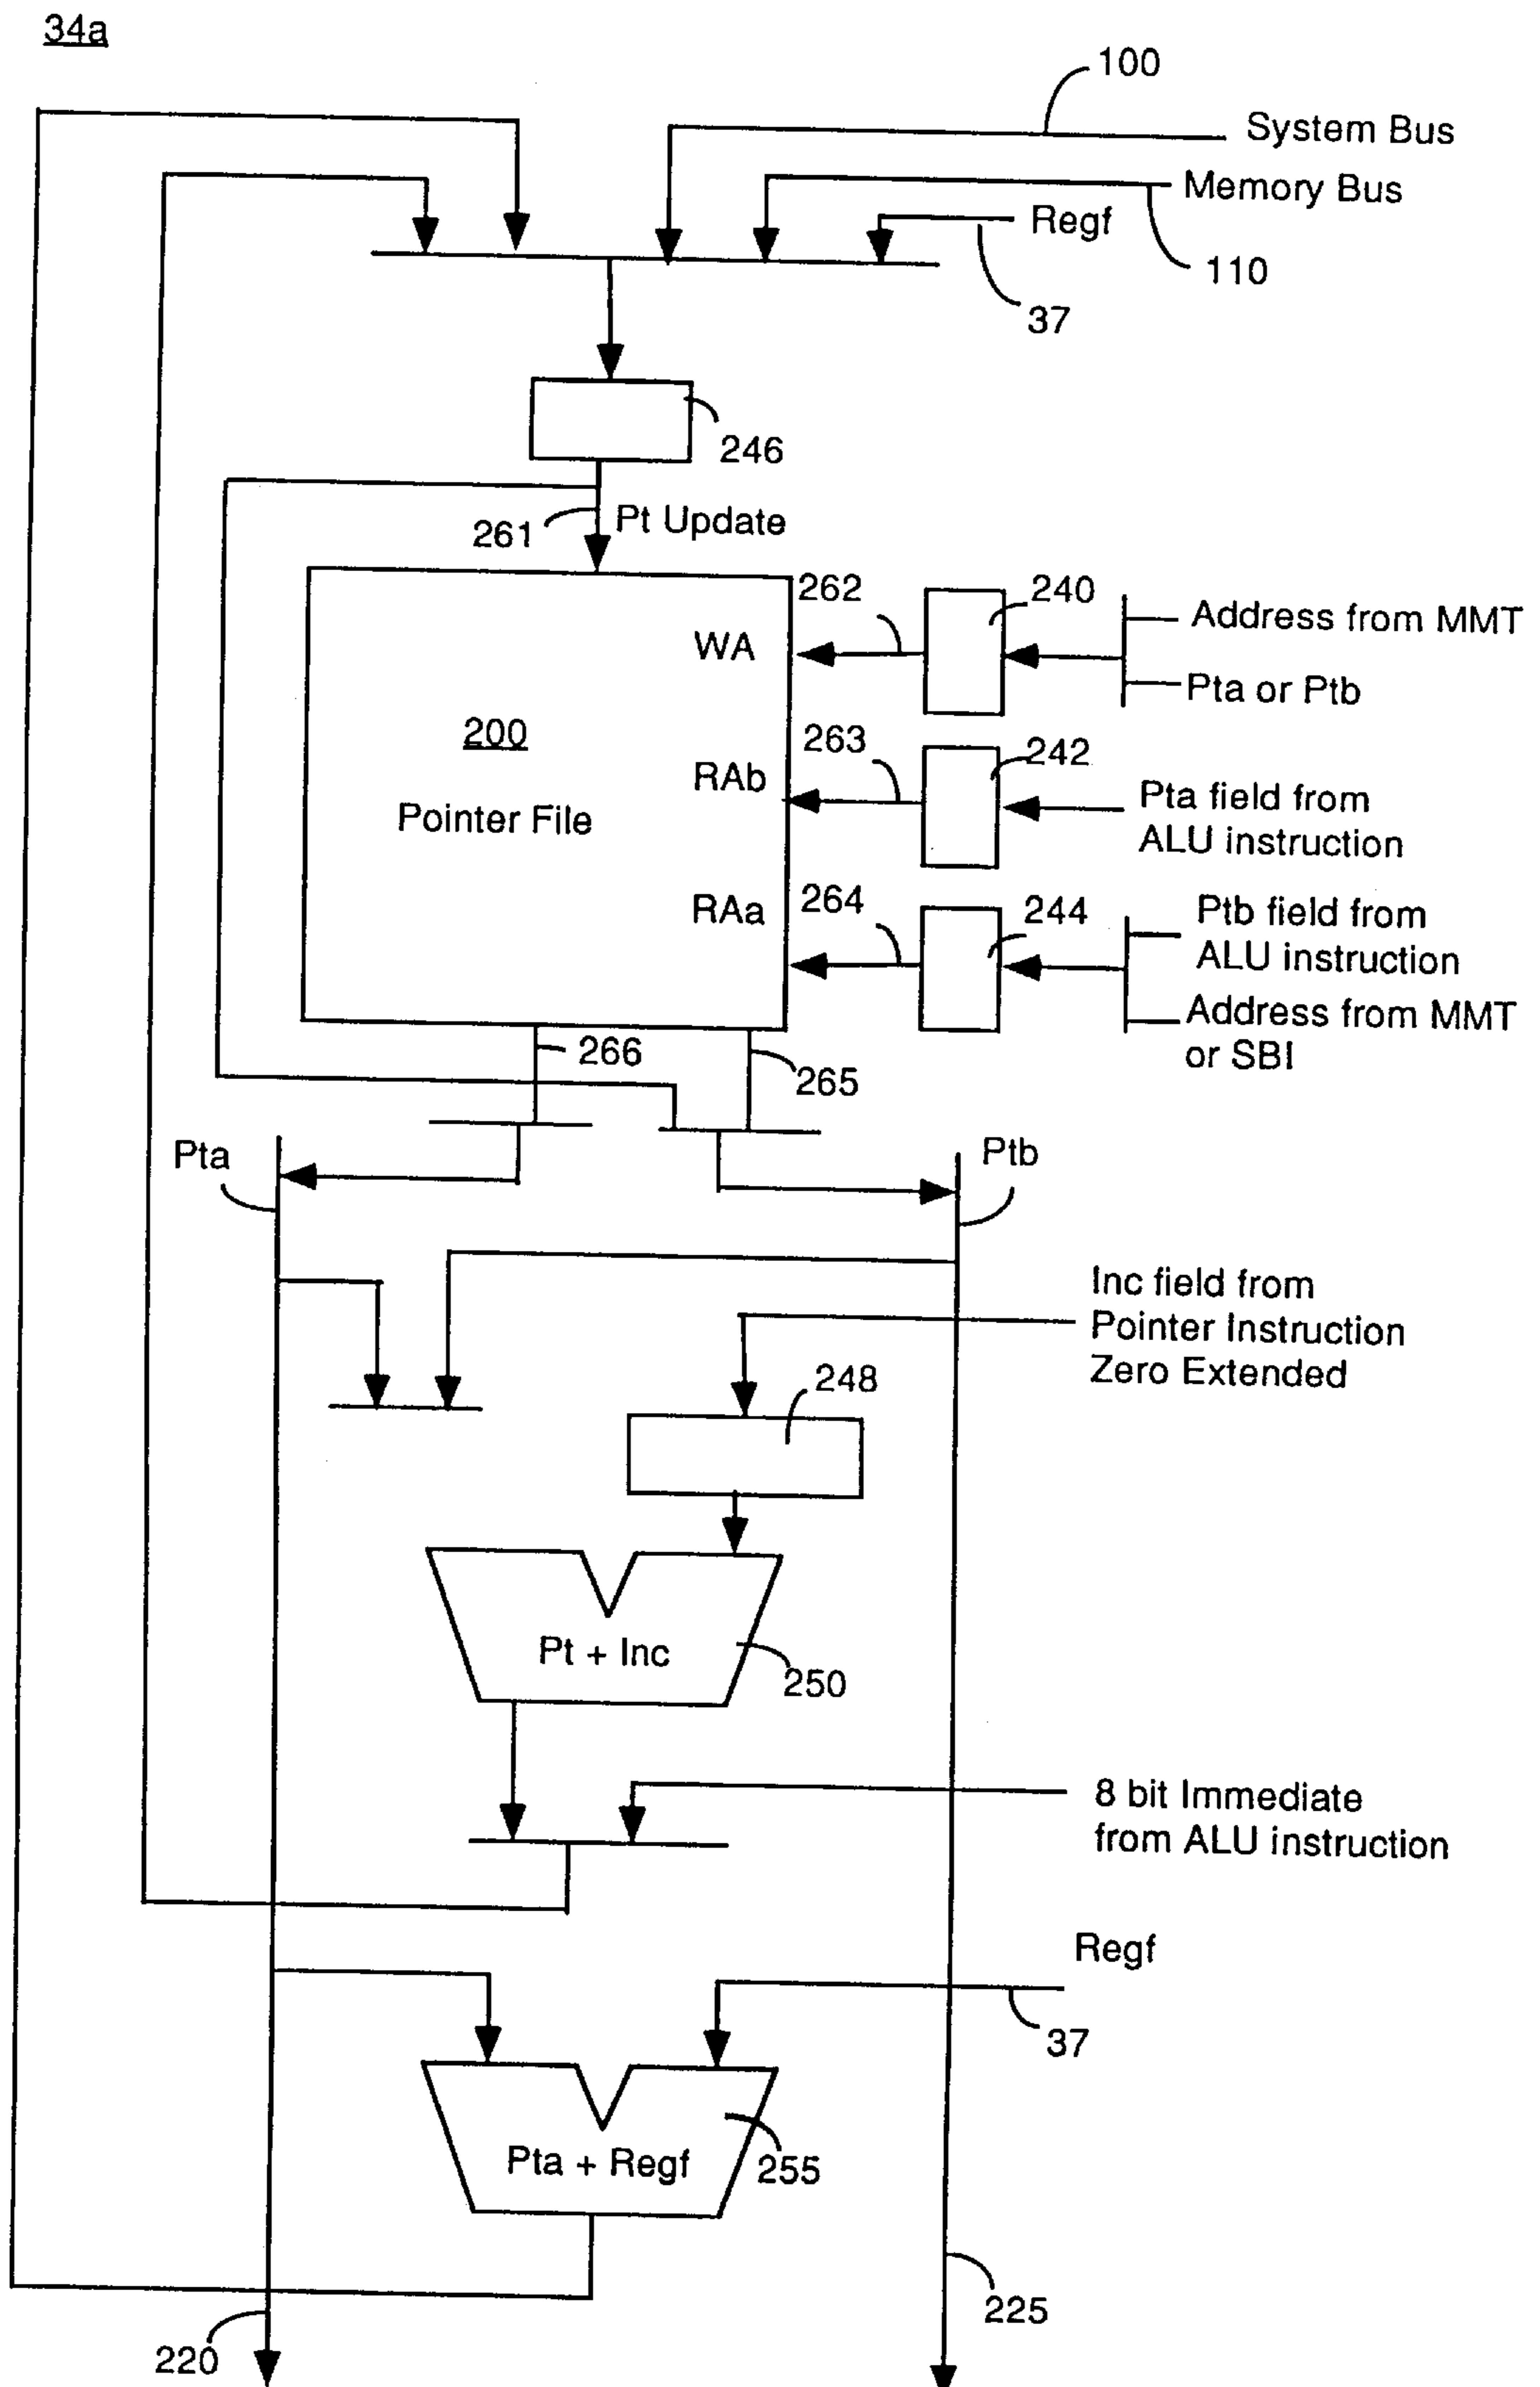 34a
100
System Bus
Memory Bus
Regf
110
37
246
261
Pt Update
262
240
Address from MMT
WA
Pta or Ptb
200
263
242
RAb
Pta field from
ALU instruction
Pointer File
264
244
RAa
Ptb field from
ALU instruction
Address from MMT
or SBI
266
265
Pta
Ptb
Inc field from
Pointer Instruction
Zero Extended
248
Pt + Inc
250
8 bit Immediate
from ALU instruction
Regf
37
Pta + Regf
255
225
220